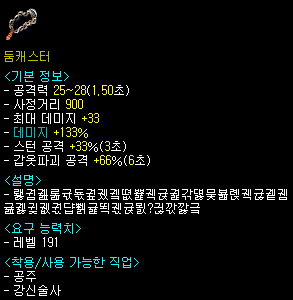 둠캐스터
<기본 정보>
- 공격력 25~28(1,50초)
- 사정거리 900
- 최대 데미지 +33
- 데미지 +133%
- 스턴 공격 +33%(3초)
- 갑옷파괴 공격 +66%(6초)
<설명>
<요구 능력치>
- 레벨 191
<착용/사용 가능한 직업>
- 공주
- 강신술사